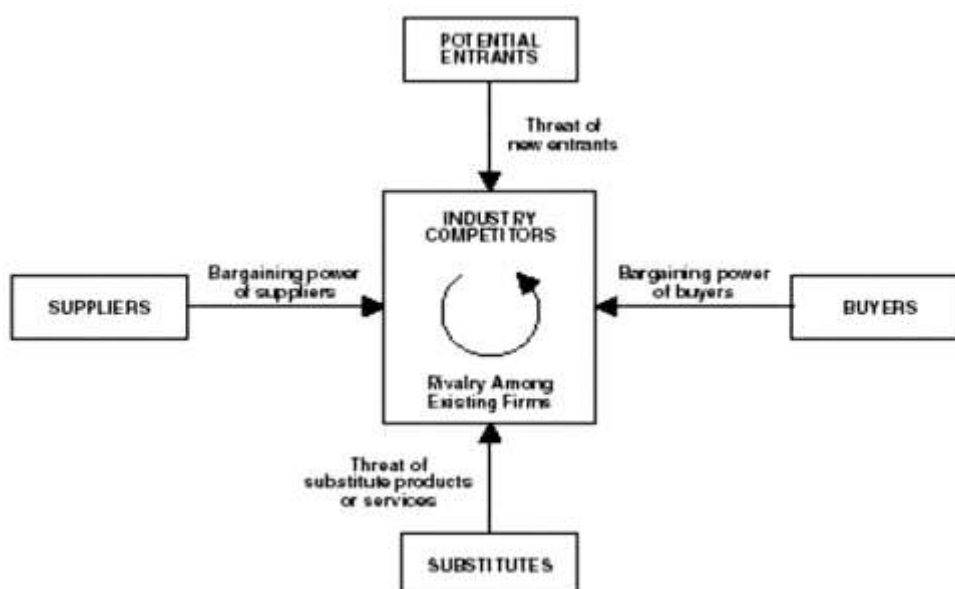 POTENTIAL
ENTRANTS
Threat of
new entrants
INDUSTRY
COMPETITORS
Bargaining power
of suppliers
Bargaining power
of buyers
SUPPLIERS
BUYERS
Rivalry Among
Existing Firms
Threat of
substitute products
or services
SUBSTITUTES